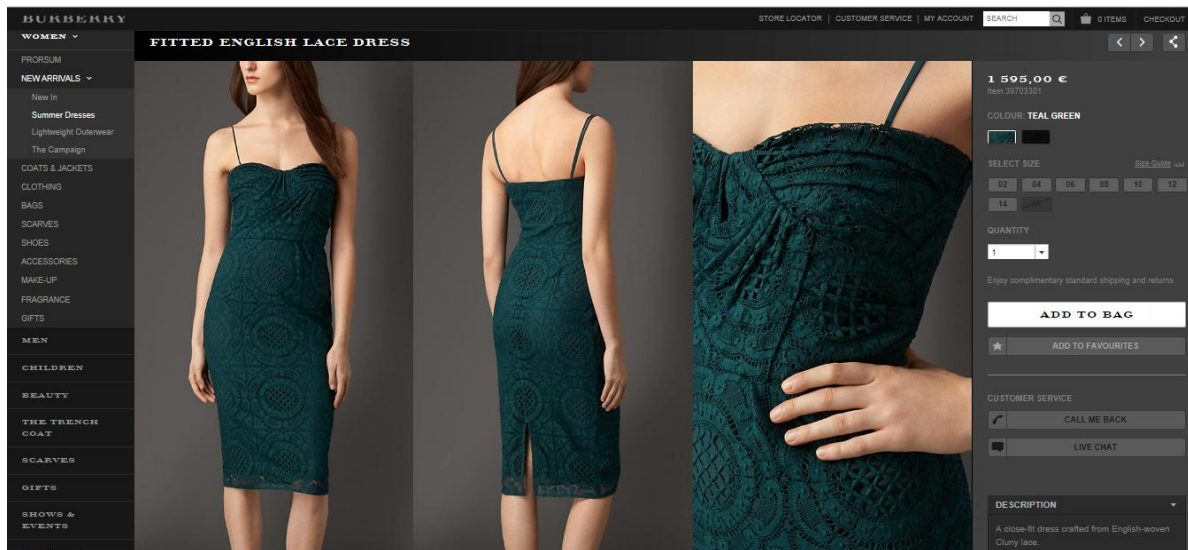 BURBERRY
STORE LOCATOR | CUSTOMER SERVICE | MY ACCOUNT
SEARCH
0 ITEMS
CHECKOUT
WOMEN
PRORSUM
NEW ARRIVALS
New In
Summer Dresses
Lightweight Outerwear
The Campaign
COATS & JACKETS
CLOTHING
BAGS
SCARVES
SHOES
ACCESSORIES
MAKE-UP
FRAGRANCE
GIFTS
MEN
CHILDREN
BEAUTY
THE TRENCH
COAT
SCARVES
GIFTS
SHOWS &
EVENTS
FITTED ENGLISH LACE DRESS
1 595,00 €
Item 39703301
COLOUR: TEAL GREEN
SELECT SIZE
Size Guide
02 04 06 08 10 12
14
QUANTITY
1
Enjoy complimentary standard shipping and returns
ADD TO BAG
ADD TO FAVOURITES
CUSTOMER SERVICE
CALL ME BACK
LIVE CHAT
DESCRIPTION
A close-fit dress crafted from English-woven
Cluny lace.